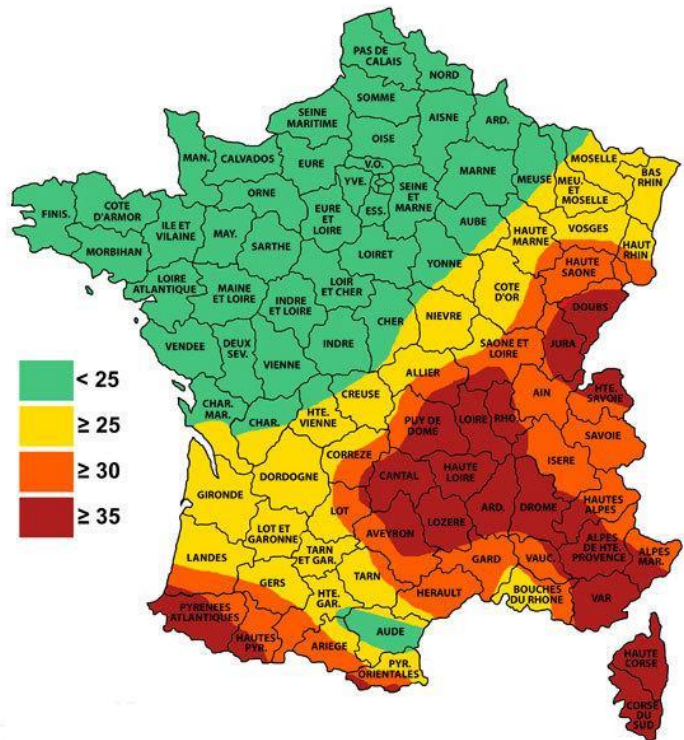 PAS DE
CALAIS
NORD
SOMME
SEINE
MARITIME
AISNE
ARD.
OISE
MAN.
CALVADOS
EURE
V.O.
MARNE
MEUSE
MOSELLE
MEU.
ET
MOSELLE
BAS
RHIN
ORNE
YVE.
SEINE
ET
MARNE
ESS.
FINIS.
COTE
D'ARMOR
ILE ET
VILAINE
MAY.
EURE
ET
LOIRE
AUBE
HAUTE
MARNE
VOSGES
HAUT
RHIN
MORBIHAN
SARTHE
LOIRET
YONNE
HAUTE
SAONE
LOIRE
ATLANTIQUE
MAINE
ET LOIRE
INDRE
ET LOIRE
LOIR
ET CHER
CHER
NIEVRE
COTE
D'OR
DOUBS
JURA
VENDEE
DEUX
SEV.
VIENNE
INDRE
SAONE ET
LOIRE
ALLIER
< 25
CHAR.
MAR.
CHAR.
HTE.
VIENNE
CREUSE
PUY DE
DOME
LOIRE
RHO.
AIN
HTE.
SAVOIE
≥ 25
SAVOIE
ISERE
CORREZE
≥ 30
GIRONDE
DORDOGNE
CANTAL
HAUTE
LOIRE
≥ 35
LOT
LOZERE
ARD.
DROME
HAUTES
ALPES
LOT ET
GARONNE
AVEYRON
ALPES
DE HTE.
PROVENCE
ALPES
MAR.
LANDES
TARN
ET GAR.
TARN
GARD
VAUC.
GERS
HTE.
GAR.
HERAULT
BOUCHES
DU RHONE
VAR
PYRENEES
ATLANTIQUES
HAUTES
PYR.
ARIEGE
AUDE
PYR.
ORIENTALES
HAUTE
CORSE
CORSE
DU
SUD